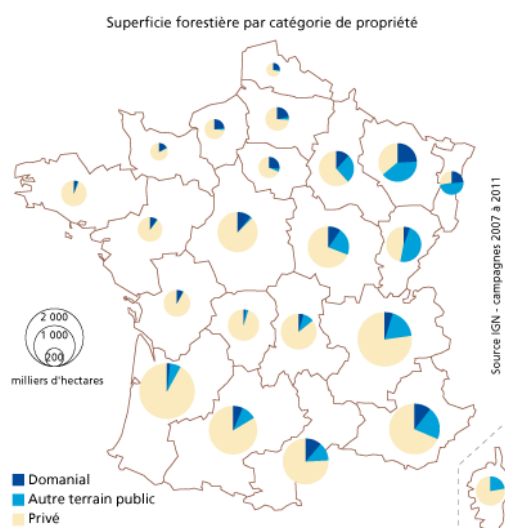 Superficie forestière par catégorie de propriété
Source IGN - campagnes 2007 à 2011
2 000
1 000
200
milliers d'hectares
Domanial
Autre terrain public
Privé